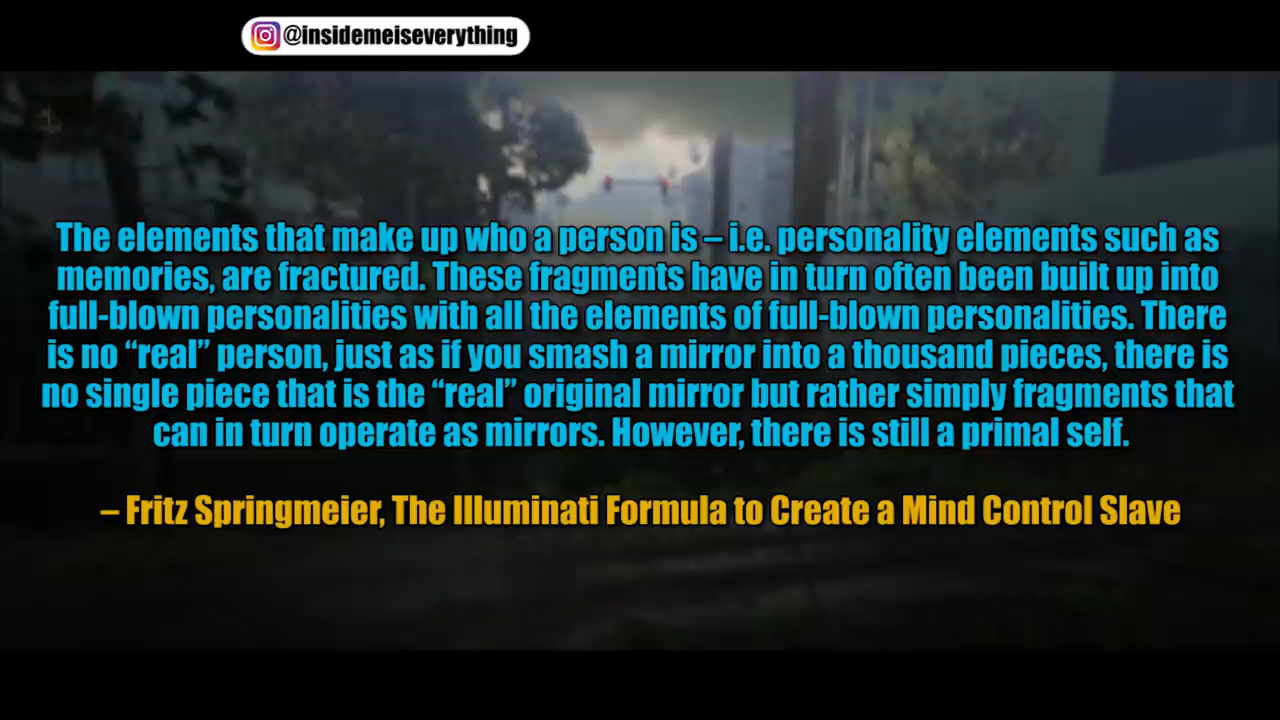 @insidemeiseverything
The elements that make up who a person is – i.e. personality elements such as
memories, are fractured. These fragments have in turn often been built up into
full-blown personalities with all the elements of full-blown personalities. There
is no “real” person, just as if you smash a mirror into a thousand pieces, there is
no single piece that is the “real” original mirror but rather simply fragments that
can in turn operate as mirrors. However, there is still a primal self.
– Fritz Springmeier, The Illuminati Formula to Create a Mind Control Slave